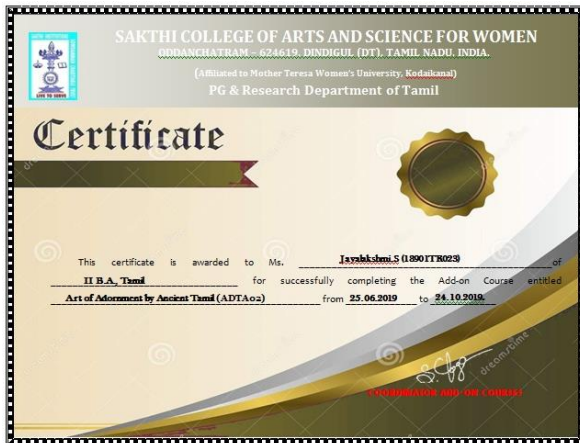 SAKTHI COLLEGE OF ARTS AND SCIENCE FOR WOMEN
ODDANCHATRAM – 624619. DINDIGUL (DT). TAMIL NADU. INDIA.
(Affiliated to Mother Teresa Women's University, Kodaikanal)
PG & Research Department of Tamil
Certificate
This certificate is awarded to Ms. Jayalakshmi.S (18901TR023) of
II B.A., Tamil for successfully completing the Add-on Course entitled
Art of Adornment by Ancient Tamil (ADTA02) from 25.06.2019 to 24.10.2019.
COORDINATOR ADD-ON COURSES
dreamstime